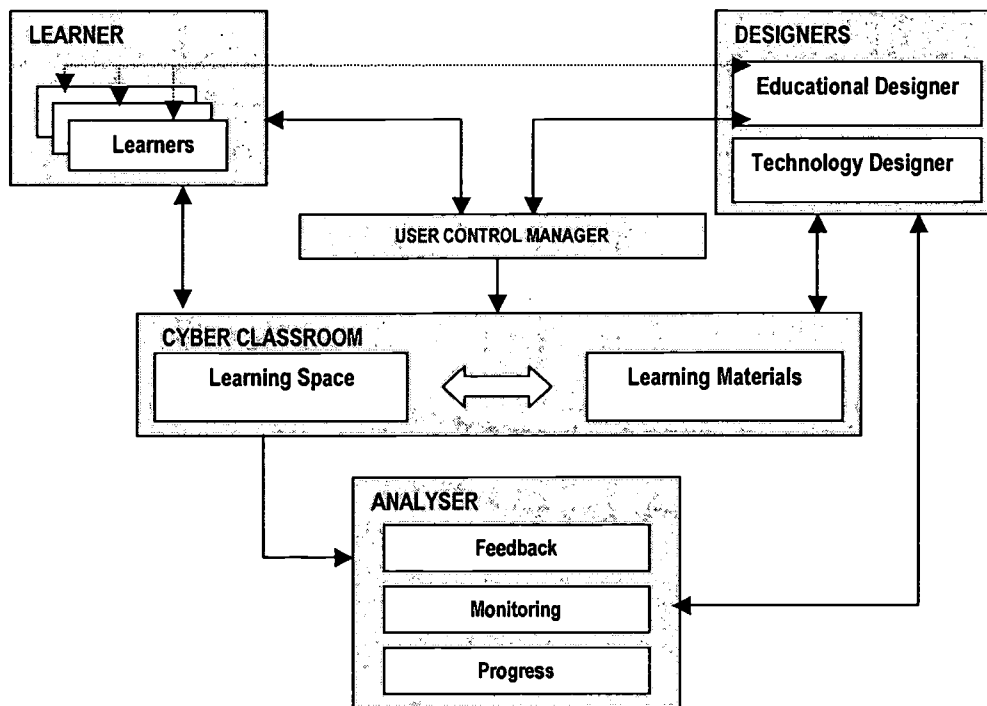 LEARNER
Learners
DESIGNERS
Educational Designer
Technology Designer
USER CONTROL MANAGER
CYBER CLASSROOM
Learning Space
Learning Materials
ANALYSER
Feedback
Monitoring
Progress